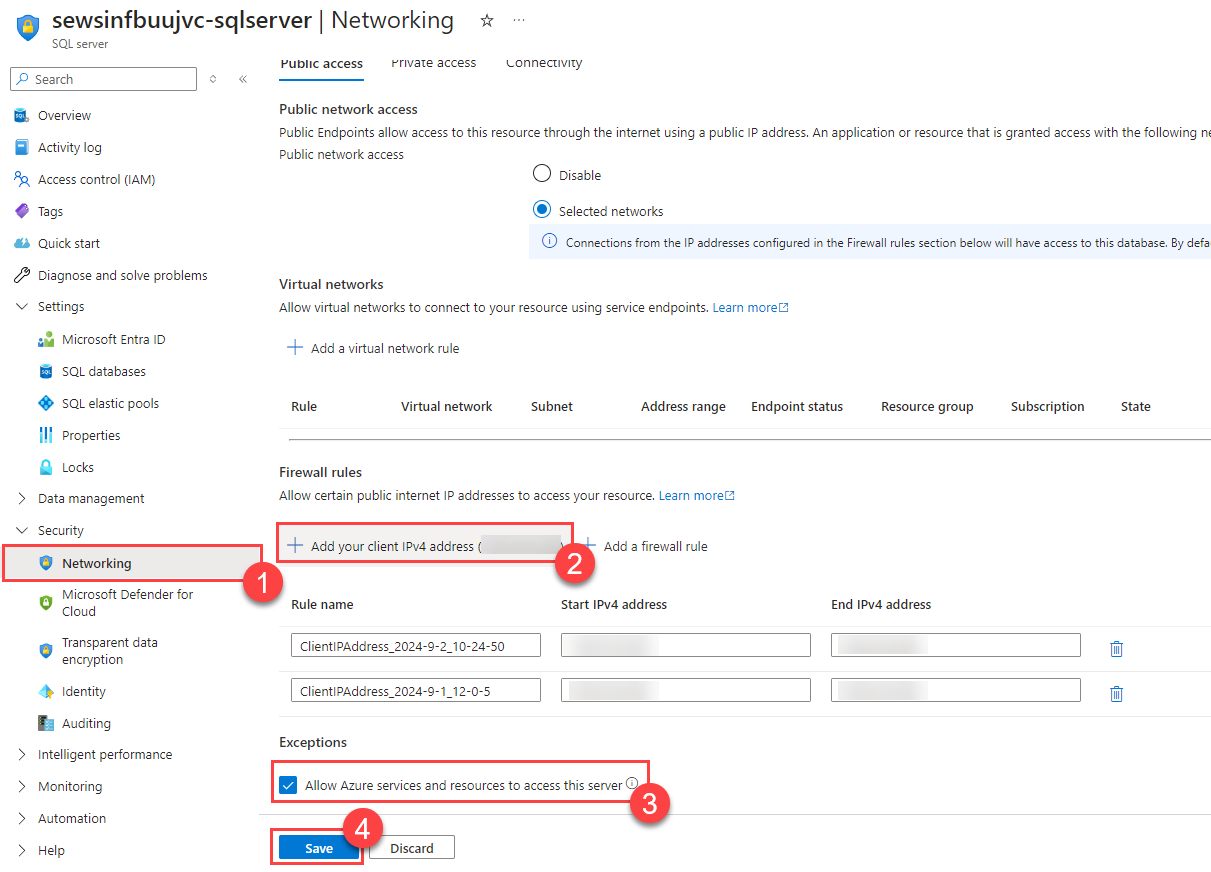 sewsinfbuujvc-sqlserver | Networking
SQL server
Search
Overview
Activity log
Access control (IAM)
Tags
Quick start
Diagnose and solve problems
Settings
Microsoft Entra ID
SQL databases
SQL elastic pools
Properties
Locks
Data management
Security
Networking
1
Microsoft Defender for
Cloud
Transparent data
encryption
Identity
Auditing
Intelligent performance
Monitoring
Automation
Help
Public access Private access Connectivity
Public network access
Public Endpoints allow access to this resource through the internet using a public IP address. An application or resource that is granted access with the following
Public network access
Disable
Selected networks
Connections from the IP addresses configured in the Firewall rules section below will have access to this database. By
Virtual networks
Allow virtual networks to connect to your resource using service endpoints. Learn more
+ Add a virtual network rule
Rule Virtual network Subnet Address range Endpoint status Resource group Subscription State
Firewall rules
Allow certain public internet IP addresses to access your resource. Learn more
+ Add your client IPv4 address ( + Add a firewall rule
2
Rule name Start IPv4 address End IPv4 address
ClientIPAddress_2024-9-2_10-24-50
ClientIPAddress_2024-9-1_12-0-5
Exceptions
Allow Azure services and resources to access this server
3
4
Save Discard